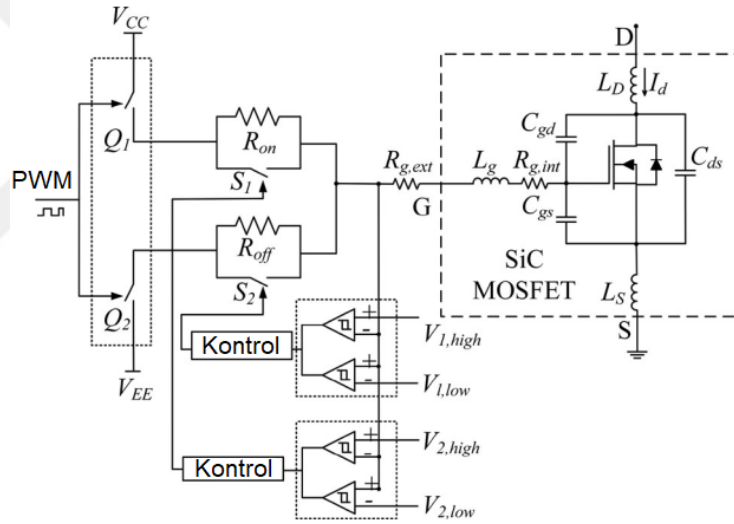 V_CC
D
L_D
I_d
Q_1
R_on
C_gd
C_ds
PWM
S_1
R_g,ext
L_g
R_g,int
G
C_gs
R_off
SiC
MOSFET
L_S
S_2
S
Q_2
+
-
V_1,high
Kontrol
V_EE
+
-
V_1,low
+
-
V_2,high
Kontrol
+
-
V_2,low